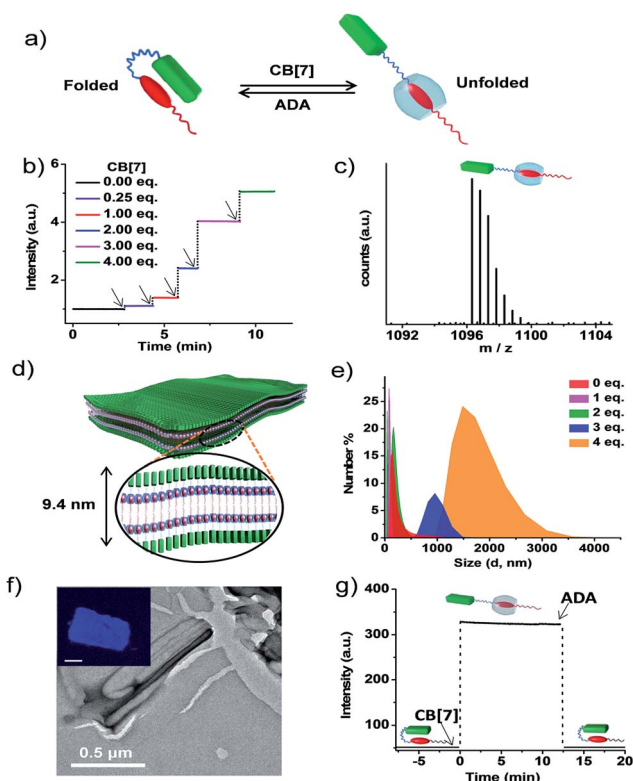 a)
Folded
CB[7]
ADA
Unfolded
b)
CB[7]
0.00 eq.
0.25 eq.
1.00 eq.
2.00 eq.
3.00 eq.
4.00 eq.
Intensity (a.u.)
6
4
2
0
5
10
Time (min)
c)
counts (a.u.)
1092
1096
1100
1104
m / z
d)
9.4 nm
e)
0 eq.
1 eq.
2 eq.
3 eq.
4 eq.
Number %
30
25
20
15
10
5
0
0
1000
2000
3000
4000
Size (d, nm)
f)
0.5 μm
g)
Intensity (a.u.)
400
300
200
100
ADA
CB[7]
-5
0
5
10
15
20
Time (min)